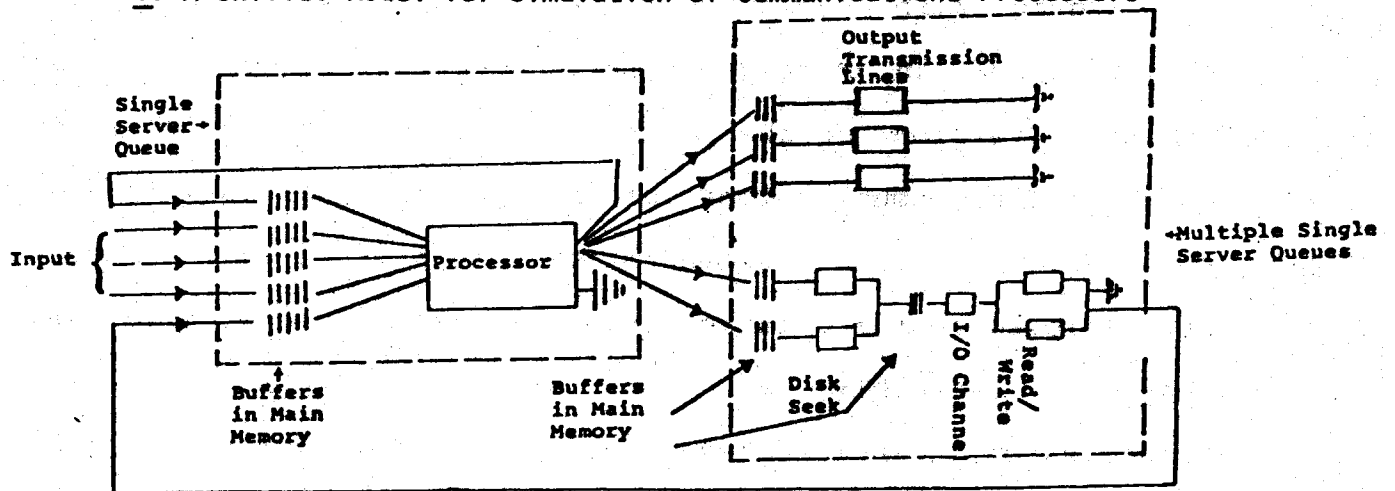 Output
Transmission
Lines
Single
Server→
Queue
Input
Processor
←Multiple Single
Server Queues
↑
Buffers
in Main
Memory
Buffers
in Main
Memory
Disk
Seek
I/O Channe
Read/
Write